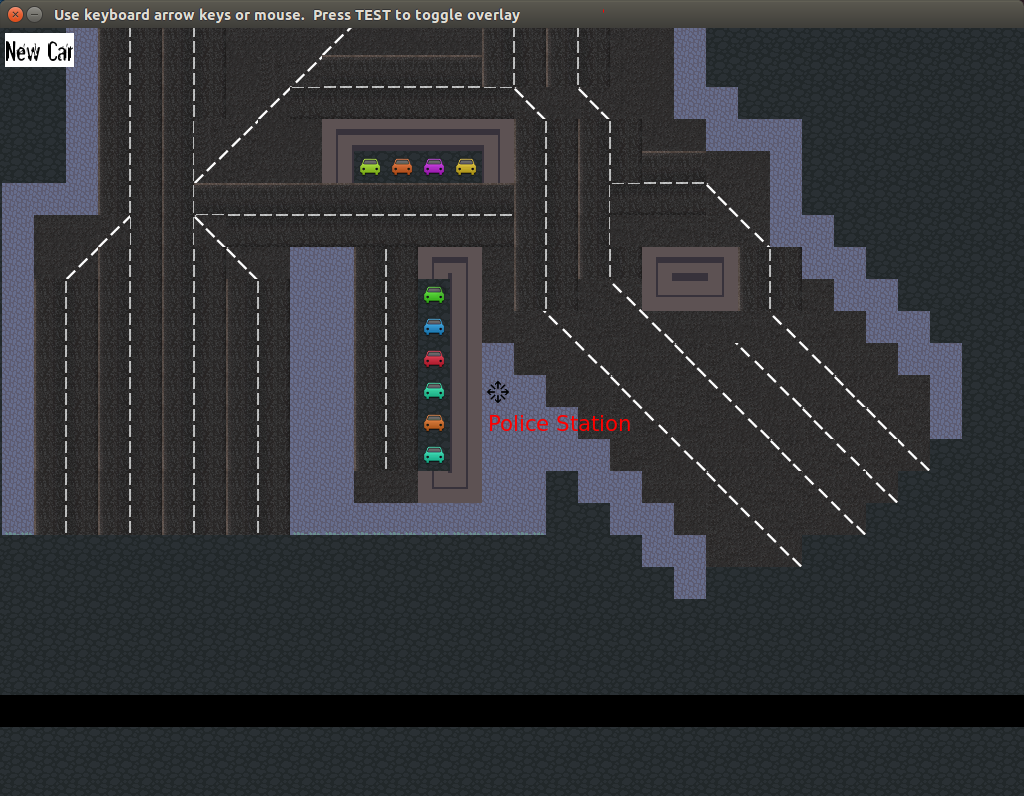 Use keyboard arrow keys or mouse.  Press TEST to toggle overlay
New Car
Police Station